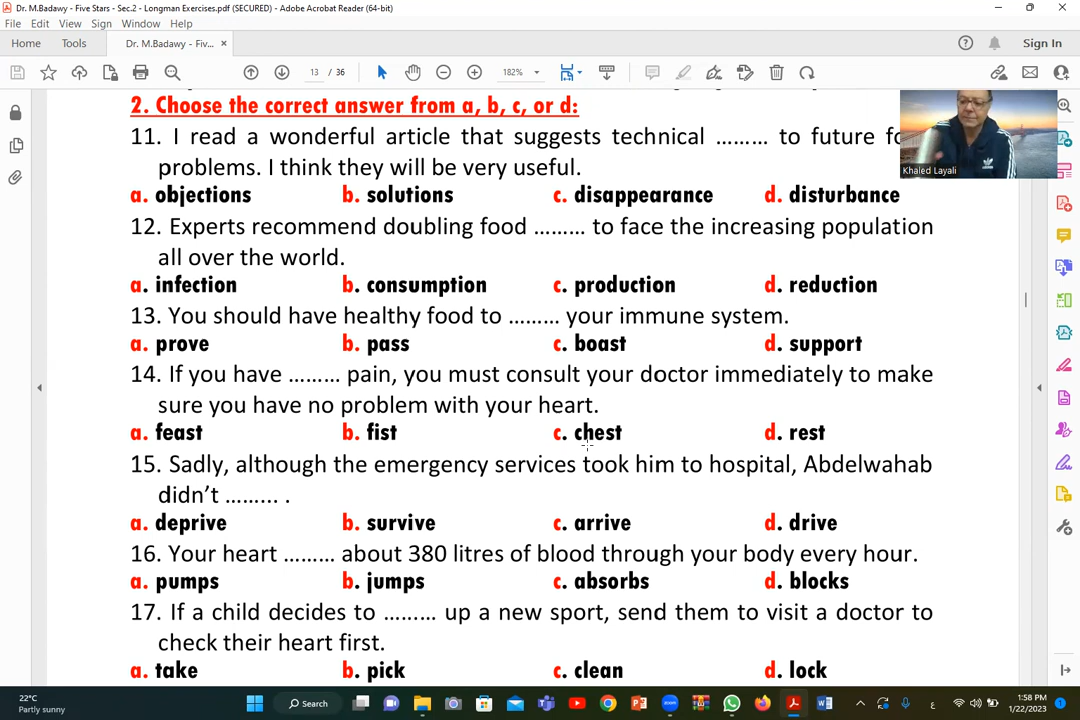 Dr. M.Badawy - Five Stars - Sec.2 - Longman Exercises.pdf (SECURED) - Adobe Acrobat Reader (64-bit)
File Edit View Sign Window Help
Home Tools Dr. M.Badawy - Fiv... × Sign In
13 / 36 182%
2. Choose the correct answer from a, b, c, or d:
11. I read a wonderful article that suggests technical ……… to future
problems. I think they will be very useful.
a. objections b. solutions c. disappearance d. disturbance
12. Experts recommend doubling food ……… to face the increasing population
all over the world.
a. infection b. consumption c. production d. reduction
13. You should have healthy food to ……… your immune system.
a. prove b. pass c. boast d. support
14. If you have ……… pain, you must consult your doctor immediately to make
sure you have no problem with your heart.
a. feast b. fist c. chest d. rest
15. Sadly, although the emergency services took him to hospital, Abdelwahab
didn’t ……… .
a. deprive b. survive c. arrive d. drive
16. Your heart ……… about 380 litres of blood through your body every hour.
a. pumps b. jumps c. absorbs d. blocks
17. If a child decides to ……… up a new sport, send them to visit a doctor to
check their heart first.
a. take b. pick c. clean d. lock
Khaled Layali
22°C
Partly sunny
Search
ع
1:58 PM
1/22/2023